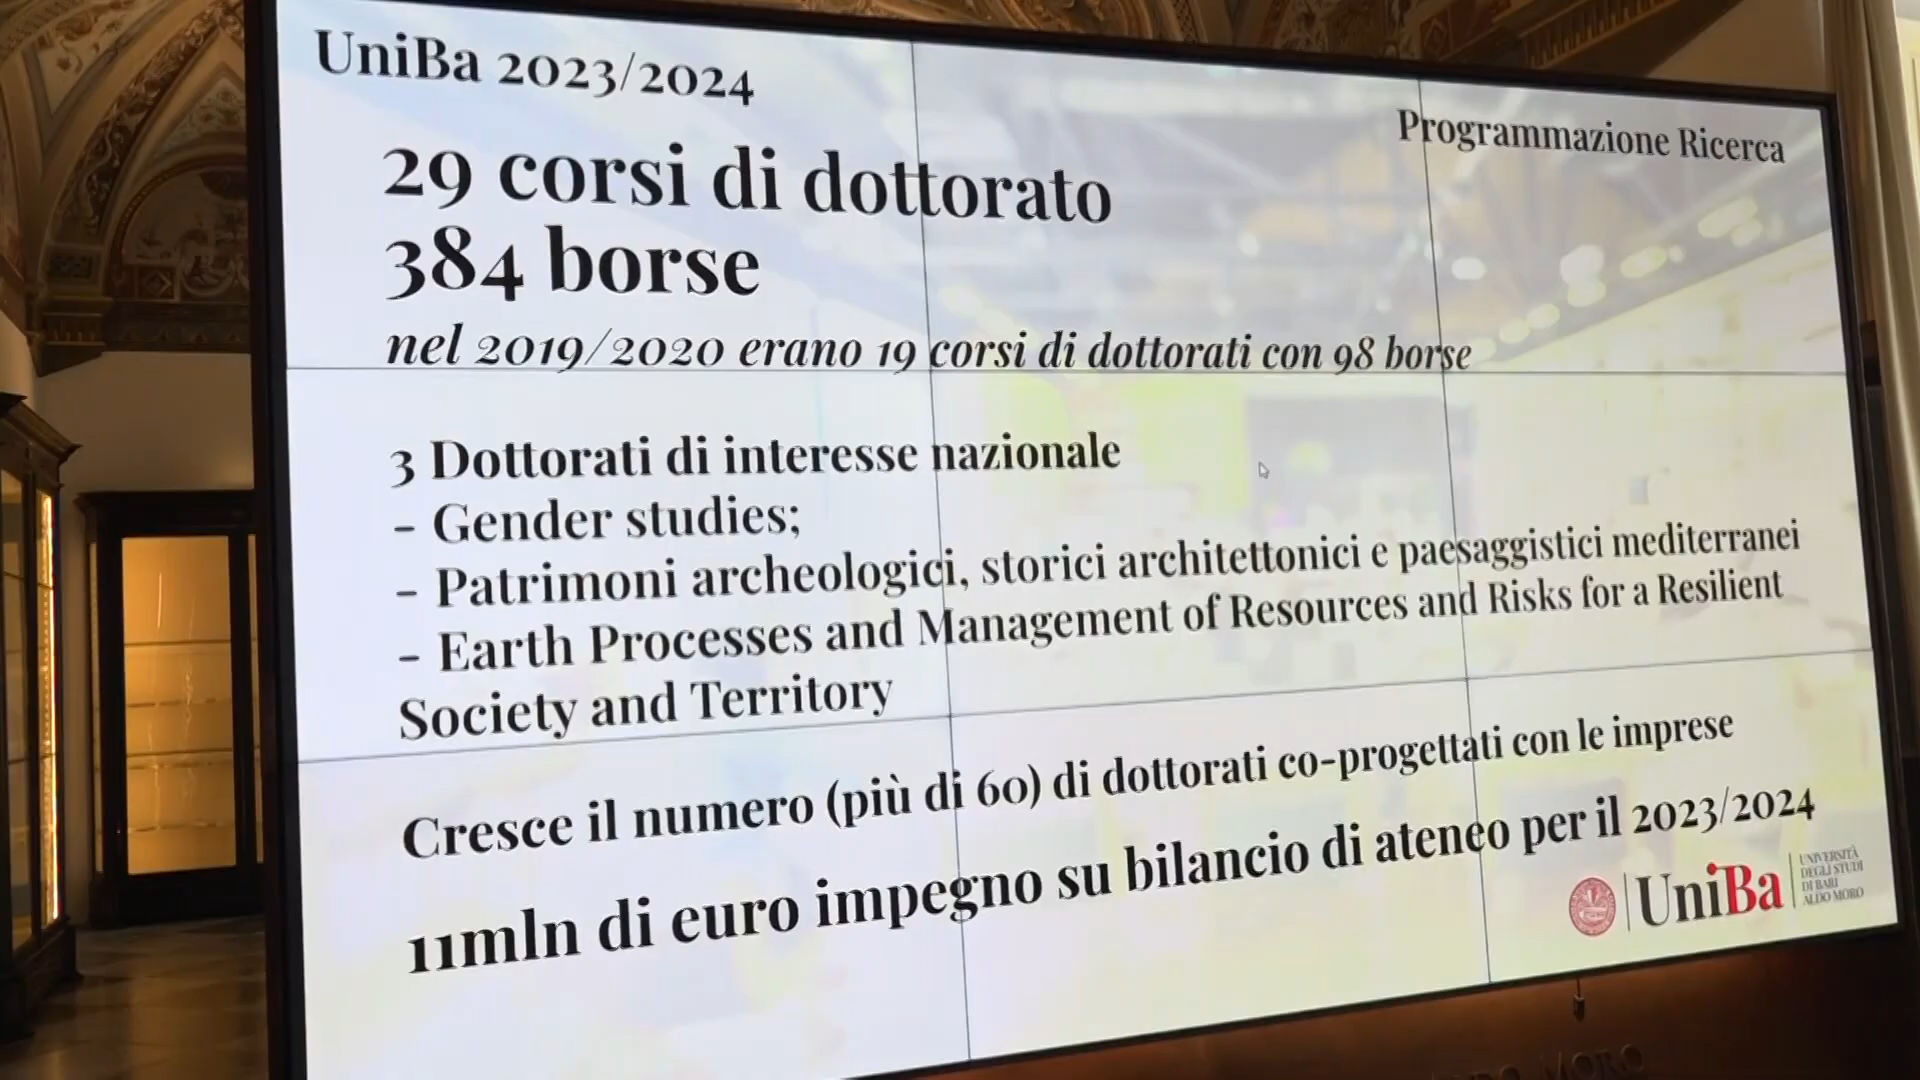 UniBa 2023/2024
Programmazione Ricerca
29 corsi di dottorato
384 borse
nel 2019/2020 erano 19 corsi di dottorati con 98 borse
3 Dottorati di interesse nazionale
- Gender studies;
- Patrimoni archeologici, storici architettonici e paesaggistici mediterranei
- Earth Processes and Management of Resources and Risks for a Resilient
Society and Territory
Cresce il numero (più di 60) di dottorati co-progettati con le imprese
11mln di euro impegno su bilancio di ateneo per il 2023/2024
UniBa
UNIVERSITÀ
DEGLI STUDI
DI BARI
ALDO MORO
MORO